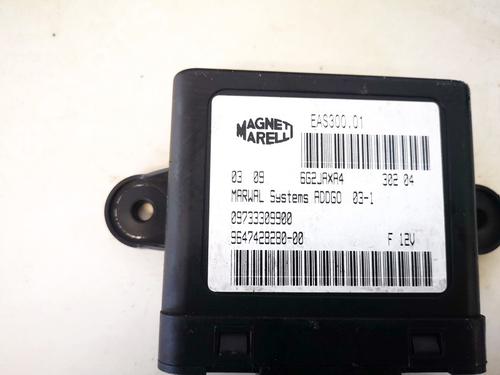 MAGNETI MARELLI
EAS300.01
03 09 6G2JAXA4 302 04
MARWAL Systems ADDGO 03-1
09733309900
9647428280-00 F 12V